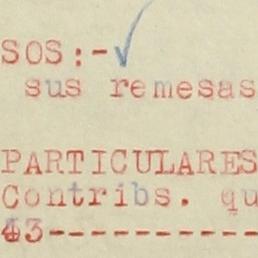 SOS:-
sus remesas
PARTICULARES
Contribs. qu
43----------